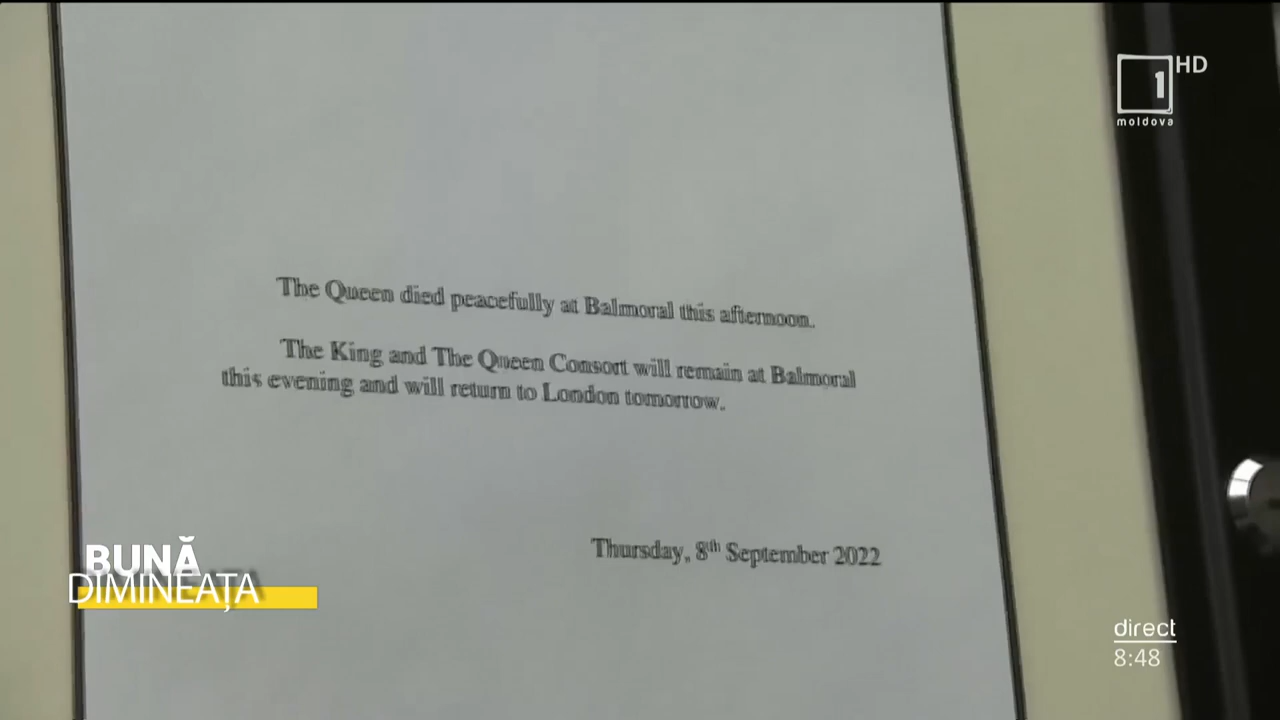 1 HD
moldova
The Queen died peacefully at Balmoral this afternoon.
The King and The Queen Consort will remain at Balmoral
this evening and will return to London tomorrow.
Thursday, 8th September 2022
BUNĂ
DIMINEAȚA
direct
8:48